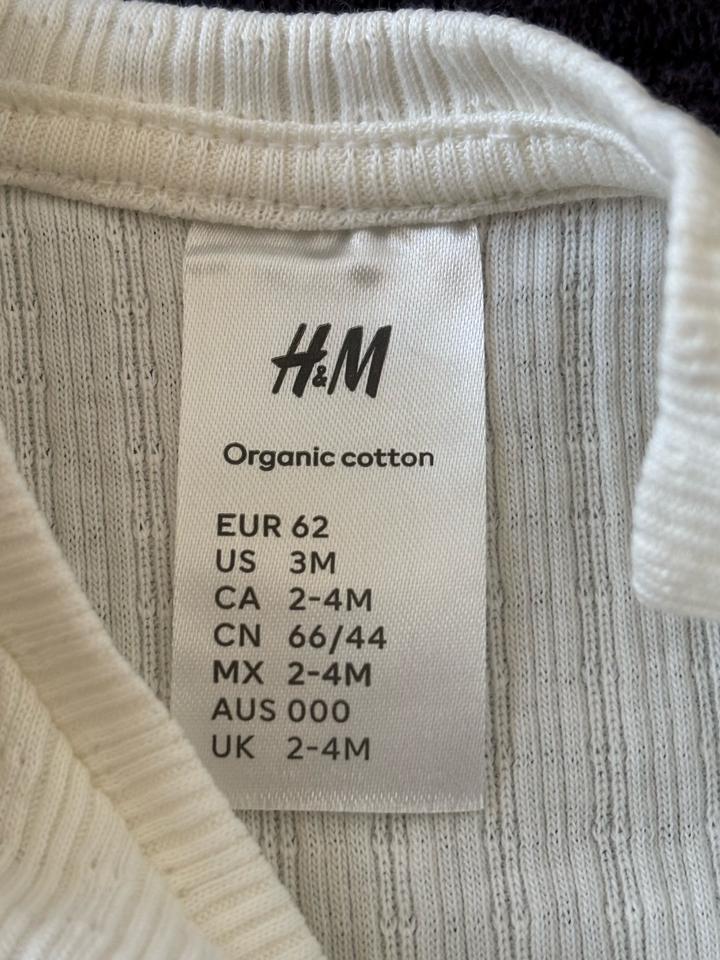 H&M
Organic cotton
EUR 62
US 3M
CA 2-4M
CN 66/44
MX 2-4M
AUS 000
UK 2-4M